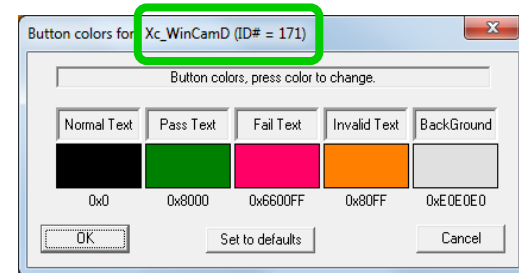 Button colors for Xc_WinCamD (ID# = 171)
Button colors, press color to change.
Normal Text Pass Text Fail Text Invalid Text BackGround
0x0 0x8000 0x6600FF 0x80FF 0xE0E0E0
OK Set to defaults Cancel